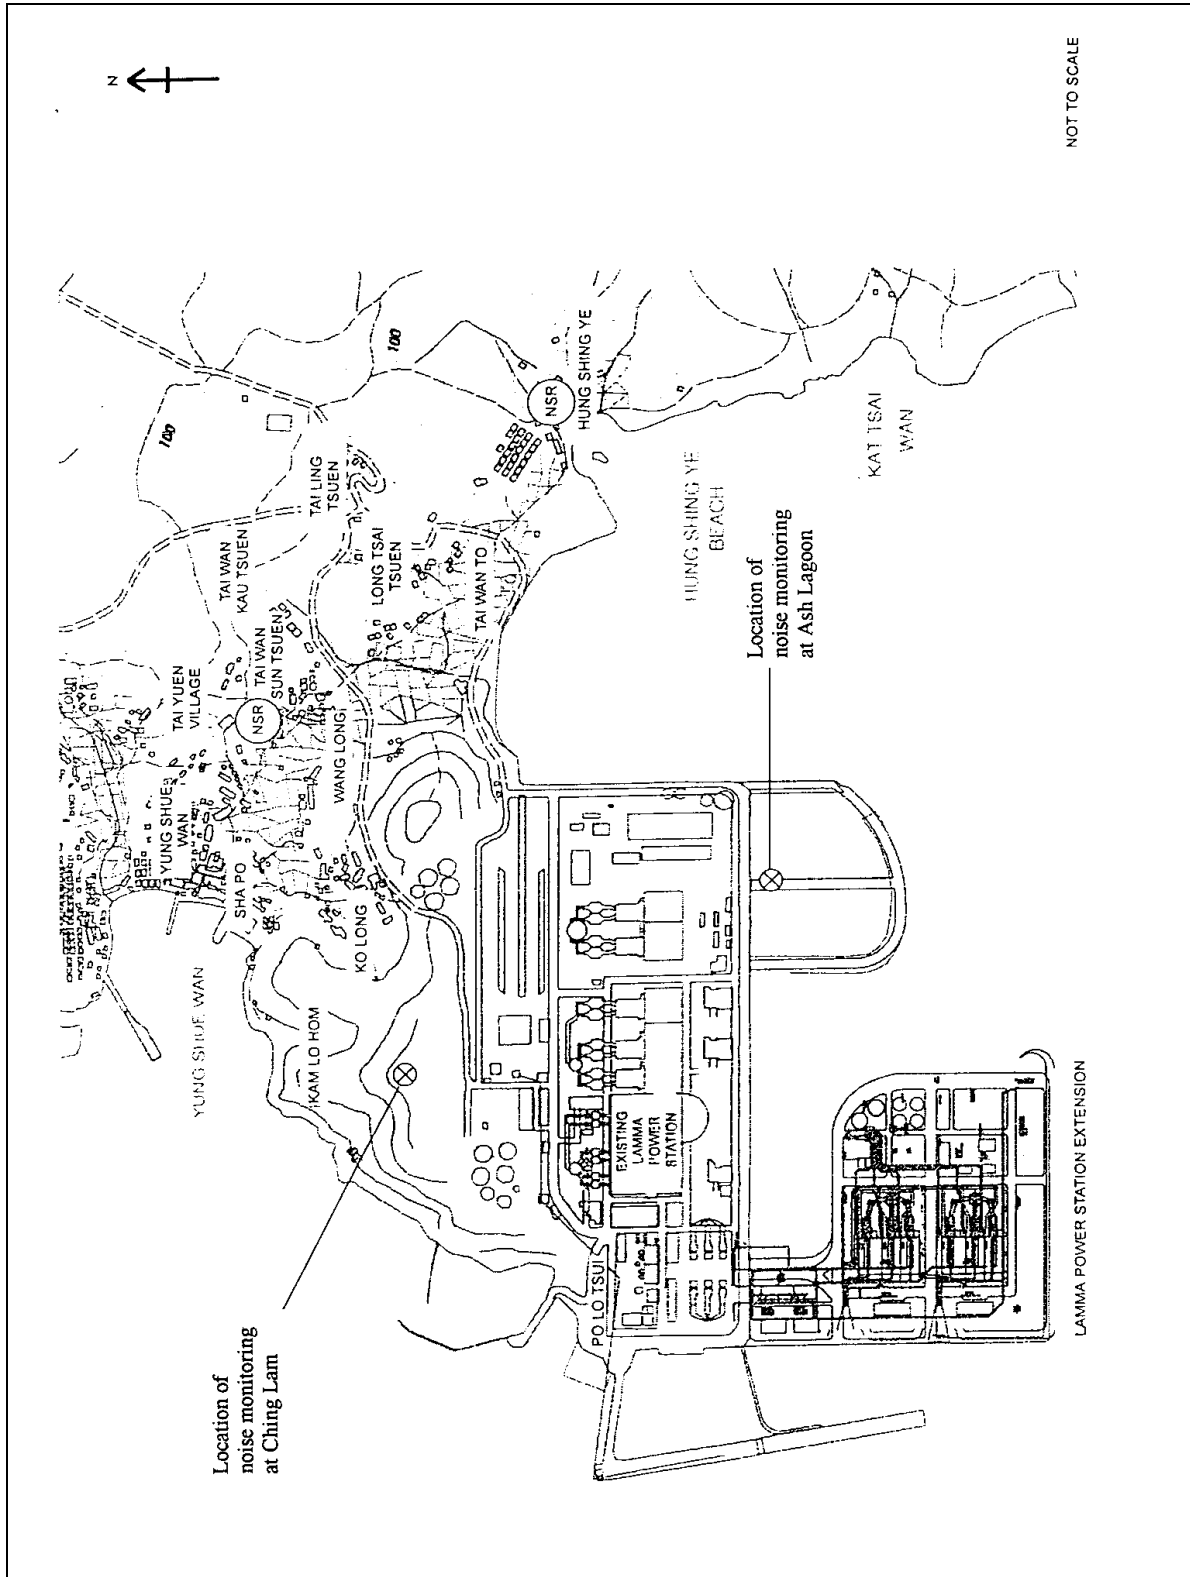 N
NOT TO SCALE
100
100
TAI LING
TSUEN
TAI WAN
KAU TSUEN
LONG TSAI
TSUEN
TAI WAN TO
HUNG SHING YE
NSR
TAI YUEN
VILLAGE
TAI WAN
SUN TSUEN
NSR
WANG LONG
YUNG SHUE
WAN
SHA PO
KO LONG
YUNG SHUE WAN
KAM LO HOM
HUNG SHING YE
BEACH
KAT TSAI
WAN
Location of
noise monitoring
at Ash Lagoon
EXISTING
LAMMA
POWER
STATION
PO LO TSUI
LAMMA POWER STATION EXTENSION
Location of
noise monitoring
at Ching Lam